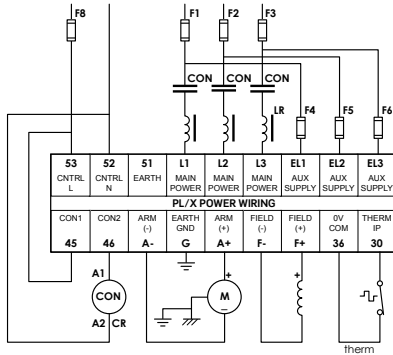 F8 F1 F2 F3
CON CON CON
LR F4 F5 F6
53 52 51 L1 L2 L3 EL1 EL2 EL3
CNTRL L CNTRL N EARTH MAIN POWER MAIN POWER MAIN POWER AUX SUPPLY AUX SUPPLY AUX SUPPLY
PL/X POWER WIRING
CON1 CON2 ARM (-) EARTH GND ARM (+) FIELD (-) FIELD (+) 0V COM THERM IP
45 46 A- G A+ F- F+ 36 30
A1 + +
CON M
−
A2 CR
therm